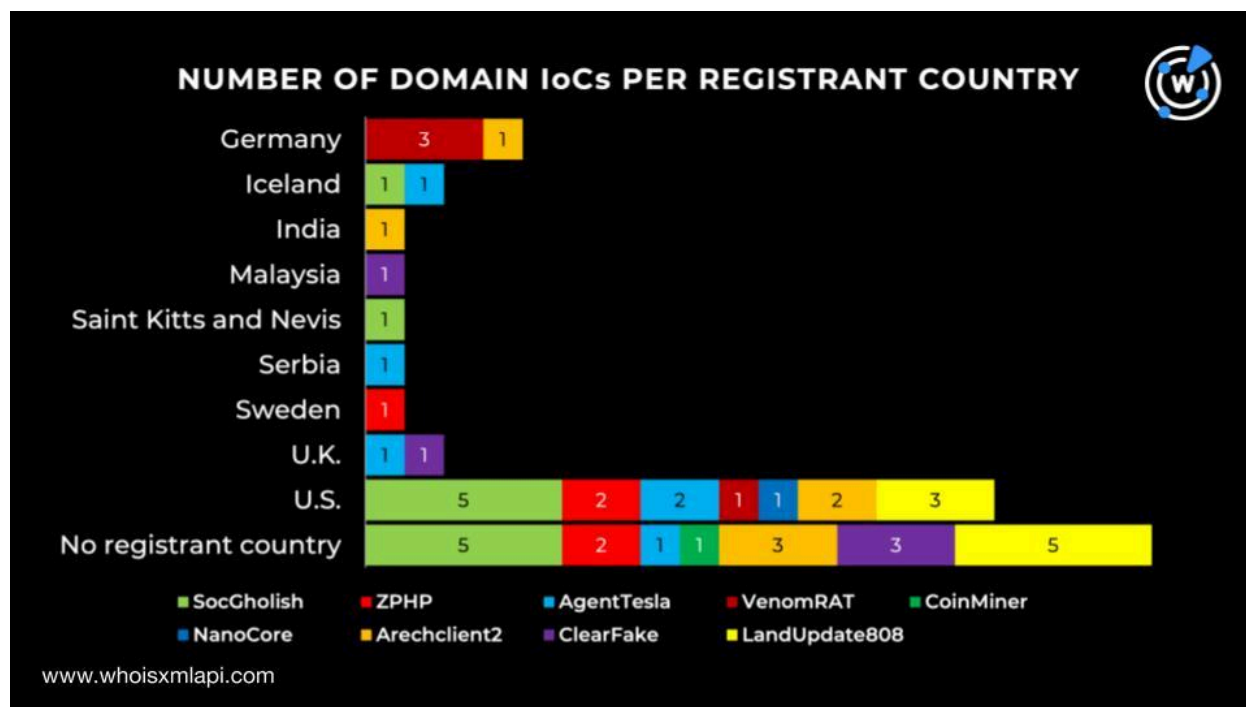 NUMBER OF DOMAIN IoCs PER REGISTRANT COUNTRY
W
Germany 3 1
Iceland 1 1
India 1
Malaysia 1
Saint Kitts and Nevis 1
Serbia 1
Sweden 1
U.K. 1 1
U.S. 5 2 2 1 1 2 3
No registrant country 5 2 1 1 3 3 5
SocGholish ZPHP AgentTesla VenomRAT CoinMiner
NanoCore Arechclient2 ClearFake LandUpdate808
www.whoisxmlapi.com